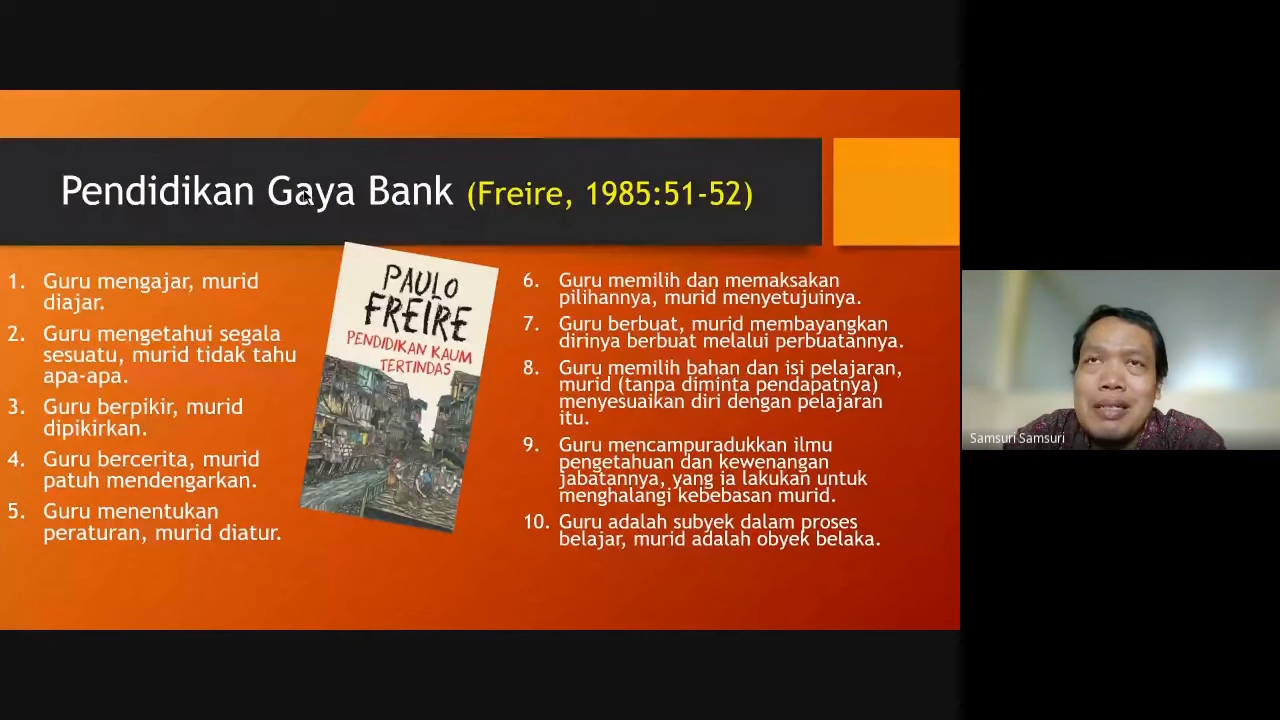 Pendidikan Gaya Bank (Freire, 1985:51-52)
1. Guru mengajar, murid
diajar.
2. Guru mengetahui segala
sesuatu, murid tidak tahu
apa-apa.
3. Guru berpikir, murid
dipikirkan.
4. Guru bercerita, murid
patuh mendengarkan.
5. Guru menentukan
peraturan, murid diatur.
PAULO
FREIRE
PENDIDIKAN KAUM
TERTINDAS
6. Guru memilih dan memaksakan
pilihannya, murid menyetujuinya.
7. Guru berbuat, murid membayangkan
dirinya berbuat melalui perbuatannya.
8. Guru memilih bahan dan isi pelajaran,
murid (tanpa diminta pendapatnya)
menyesuaikan diri dengan pelajaran
itu.
9. Guru mencampuradukkan ilmu
pengetahuan dan kewenangan
jabatannya, yang ia lakukan untuk
menghalangi kebebasan murid.
10. Guru adalah subyek dalam proses
belajar, murid adalah obyek belaka.
Samsuri Samsuri